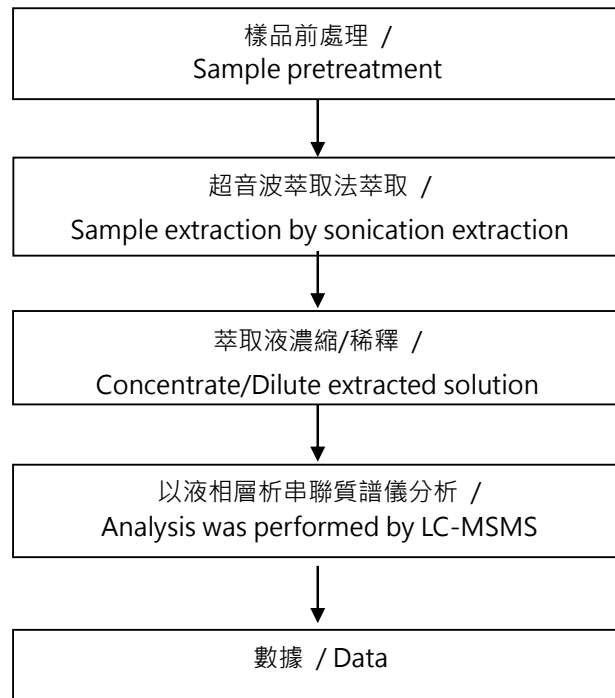 樣品前處理 /
Sample pretreatment
超音波萃取法萃取 /
Sample extraction by sonication extraction
萃取液濃縮/稀釋 /
Concentrate/Dilute extracted solution
以液相層析串聯質譜儀分析 /
Analysis was performed by LC-MSMS
數據 / Data